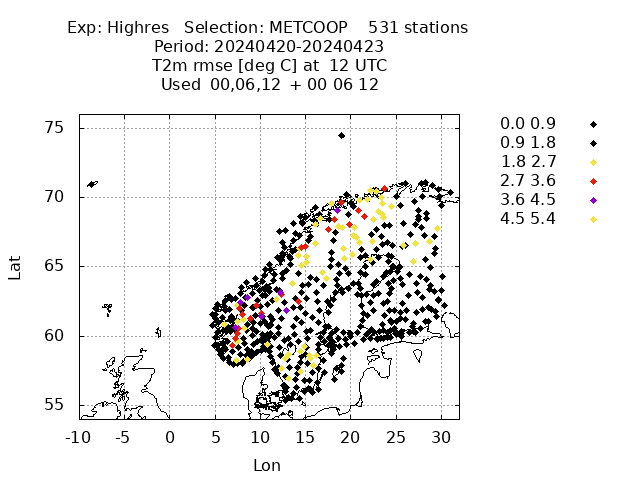 Exp: Highres   Selection: METCOOP    531 stations
Period: 20240420-20240423
T2m rmse [deg C] at  12 UTC
Used  00,06,12  + 00 06 12
0.0 0.9
0.9 1.8
1.8 2.7
2.7 3.6
3.6 4.5
4.5 5.4
75
70
65
60
55
Lat
-10 -5 0 5 10 15 20 25 30
Lon